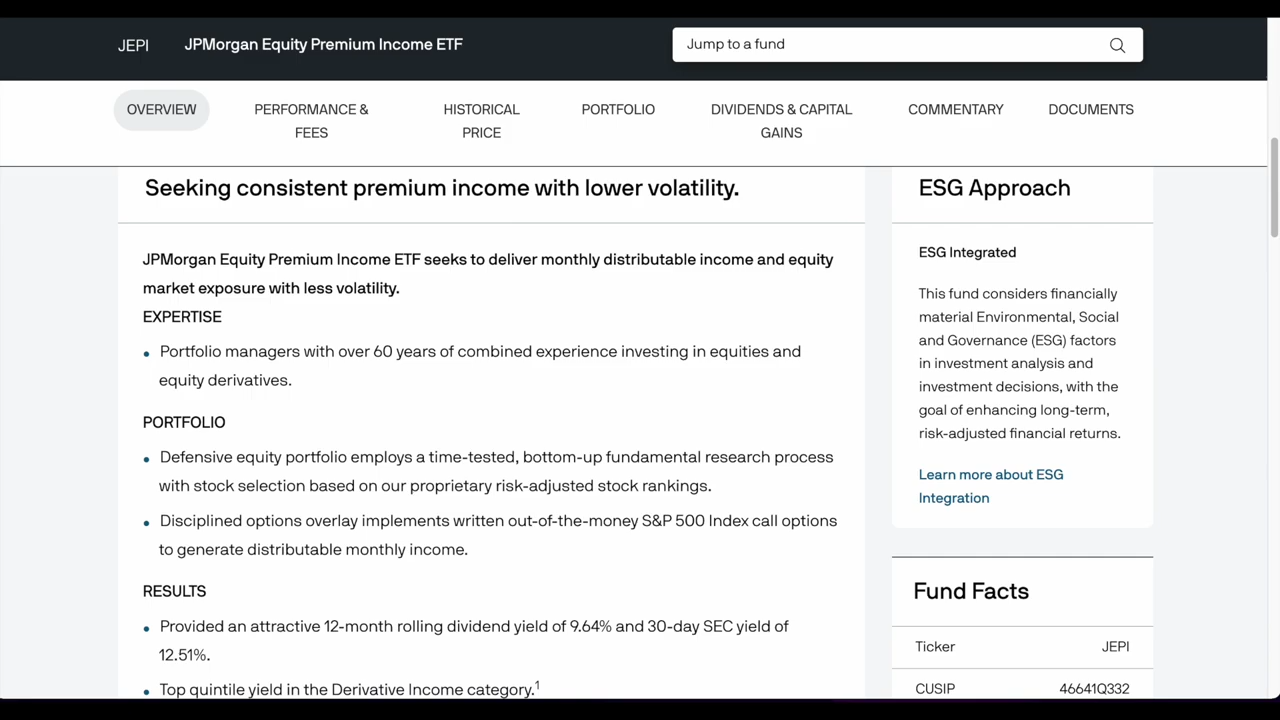 JEPI JPMorgan Equity Premium Income ETF Jump to a fund
OVERVIEW
PERFORMANCE &
FEES
HISTORICAL
PRICE
PORTFOLIO
DIVIDENDS & CAPITAL
GAINS
COMMENTARY
DOCUMENTS
Seeking consistent premium income with lower volatility.
JPMorgan Equity Premium Income ETF seeks to deliver monthly distributable income and equity
market exposure with less volatility.
EXPERTISE
• Portfolio managers with over 60 years of combined experience investing in equities and
equity derivatives.
PORTFOLIO
• Defensive equity portfolio employs a time-tested, bottom-up fundamental research process
with stock selection based on our proprietary risk-adjusted stock rankings.
• Disciplined options overlay implements written out-of-the-money S&P 500 Index call options
to generate distributable monthly income.
RESULTS
• Provided an attractive 12-month rolling dividend yield of 9.64% and 30-day SEC yield of
12.51%.
• Top quintile yield in the Derivative Income category.1
ESG Approach
ESG Integrated
This fund considers financially
material Environmental, Social
and Governance (ESG) factors
in investment analysis and
investment decisions, with the
goal of enhancing long-term,
risk-adjusted financial returns.
Learn more about ESG
Integration
Fund Facts
Ticker JEPI
CUSIP 46641Q332